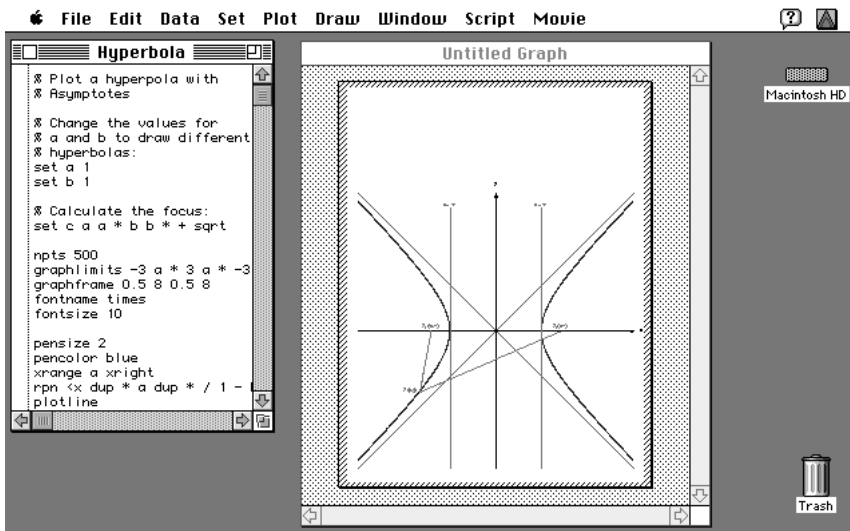 File Edit Data Set Plot Draw Window Script Movie
Hyperbola
% Plot a hyperpola with
% Asymptotes
% Change the values for
% a and b to draw different
% hyperbolas:
set a 1
set b 1
% Calculate the focus:
set c a a * b b * + sqrt
npts 500
graphlimits -3 a * 3 a * -3
graphframe 0.5 8 0.5 8
fontname times
fontsize 10
pensize 2
pencolor blue
xrange a xright
rpn <x dup * a dup * / 1 -
plotline
Untitled Graph
Macintosh HD
Trash